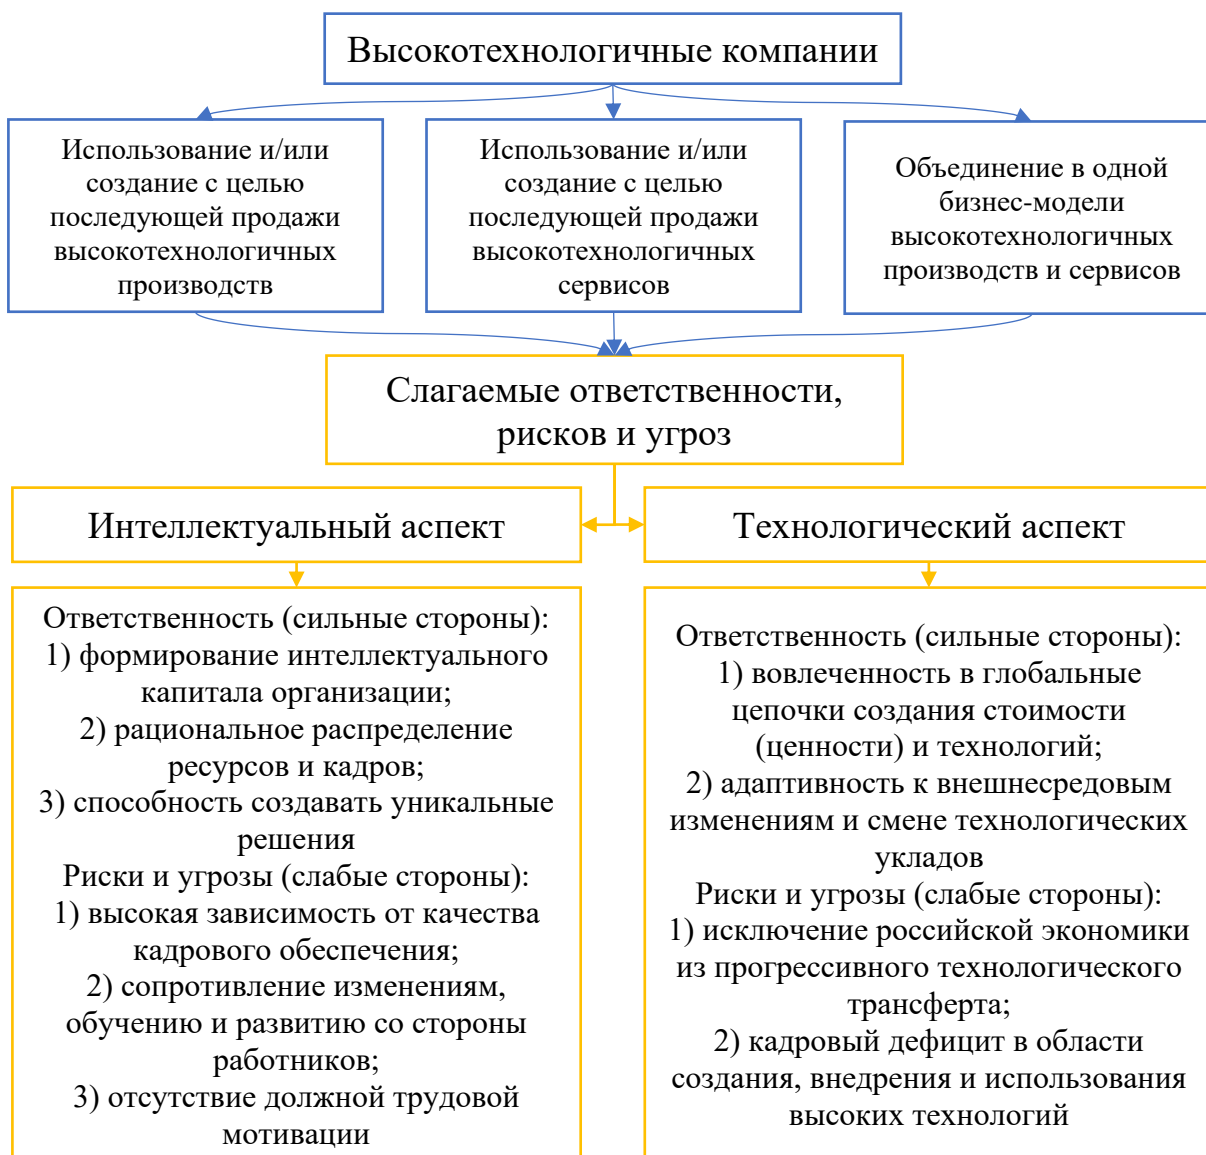 Высокотехнологичные компании
Использование и/или
создание с целью
последующей продажи
высокотехнологичных
производств
Использование и/или
создание с целью
последующей продажи
высокотехнологичных
сервисов
Объединение в одной
бизнес-модели
высокотехнологичных
производств и сервисов
Слагаемые ответственности,
рисков и угроз
Интеллектуальный аспект
Технологический аспект
Ответственность (сильные стороны):
1) формирование интеллектуального
капитала организации;
2) рациональное распределение
ресурсов и кадров;
3) способность создавать уникальные
решения
Риски и угрозы (слабые стороны):
1) высокая зависимость от качества
кадрового обеспечения;
2) сопротивление изменениям,
обучению и развитию со стороны
работников;
3) отсутствие должной трудовой
мотивации
Ответственность (сильные стороны):
1) вовлеченность в глобальные
цепочки создания стоимости
(ценности) и технологий;
2) адаптивность к внешнесредовым
изменениям и смене технологических
укладов
Риски и угрозы (слабые стороны):
1) исключение российской экономики
из прогрессивного технологического
трансферта;
2) кадровый дефицит в области
создания, внедрения и использования
высоких технологий